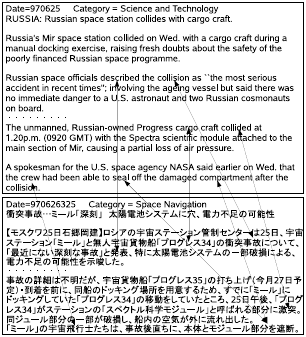 Date=970625 Category = Science and Technology
RUSSIA: Russian space station collides with cargo craft.
Russia's Mir space station collided on Wed. with a cargo craft during a
manual docking exercise, raising fresh doubts about the safety of the
poorly financed Russian space programme.
Russian space officials described the collision as ``the most serious
accident in recent times''; involving the ageing vessel but said there was
no immediate danger to a U.S. astronaut and two Russian cosmonauts
on board.
. . . . . . . . .
The unmanned, Russian-owned Progress cargo craft collided at
1.20p.m. (0920 GMT) with the Spectra scientific module attached to the
main section of Mir, causing a partial loss of air pressure.
A spokesman for the U.S. space agency NASA said earlier on Wed. that
the crew had been able to seal off the damaged compartment after the
collision.
Date=970626325 Category = Space Navigation
衝突事故…ミール「深刻」 太陽電池システムに穴、電力不足の可能性
【モスクワ25日石郷岡建】ロシアの宇宙ステーション管制センターは25日、宇宙
ステーション「ミール」と無人宇宙貨物船「プログレス34」の衝突事故について、
「最近にない深刻な事故」と発表、特に太陽電池システムの一部破損による、
電力不足の可能性を示唆した。
. . . . . . . . .
事故の詳細は不明だが、宇宙貨物船「プログレス35」の打ち上げ(今月27日予
定)・到着を前に、同船のドッキング場所を用意するため、すでに「ミール」に
ドッキングしていた「プログレス34」の移動をしていたところ、25日午後、「プログレ
ス34」がステーションの「スペクトル科学モジュール」と呼ばれる部分に激突。
同ジュール部分の一部が破損し、船内の空気が外に流れ出した。
「ミール」の宇宙飛行士たちは、事故後直ちに、本体とモジュール部分を遮断。